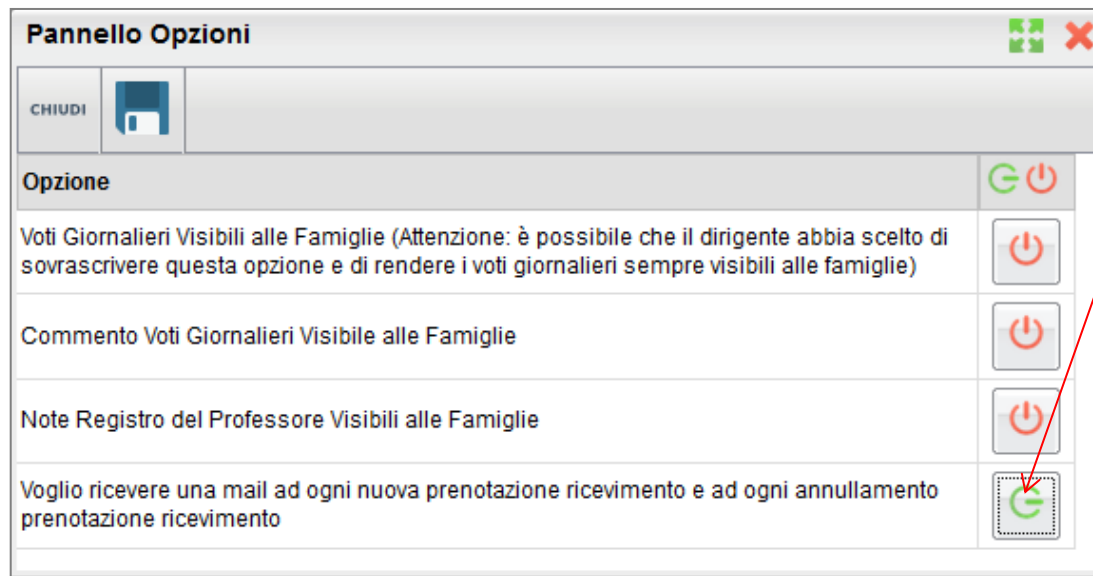 Pannello Opzioni
CHIUDI
Opzione
Voti Giornalieri Visibili alle Famiglie (Attenzione: è possibile che il dirigente abbia scelto di
sovrascrivere questa opzione e di rendere i voti giornalieri sempre visibili alle famiglie)
Commento Voti Giornalieri Visibile alle Famiglie
Note Registro del Professore Visibili alle Famiglie
Voglio ricevere una mail ad ogni nuova prenotazione ricevimento e ad ogni annullamento
prenotazione ricevimento